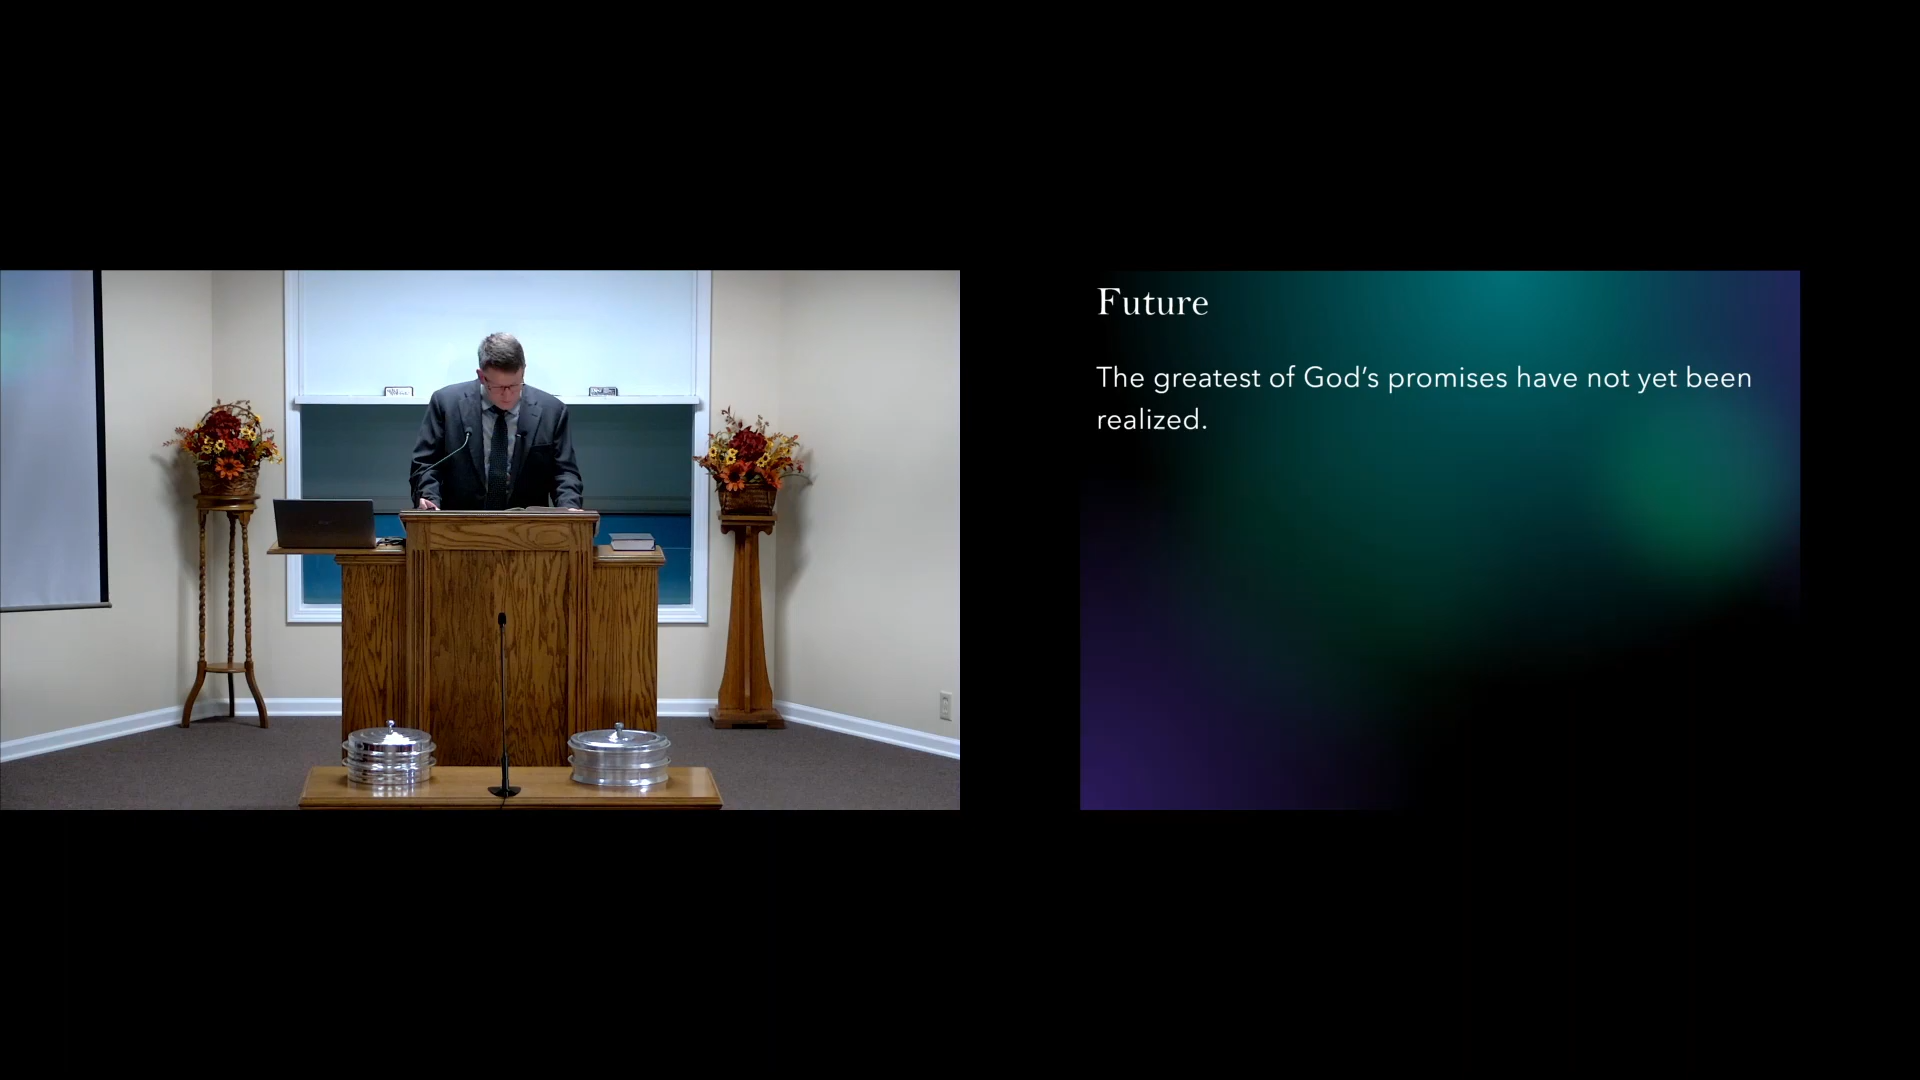 Future
The greatest of God’s promises have not yet been
realized.